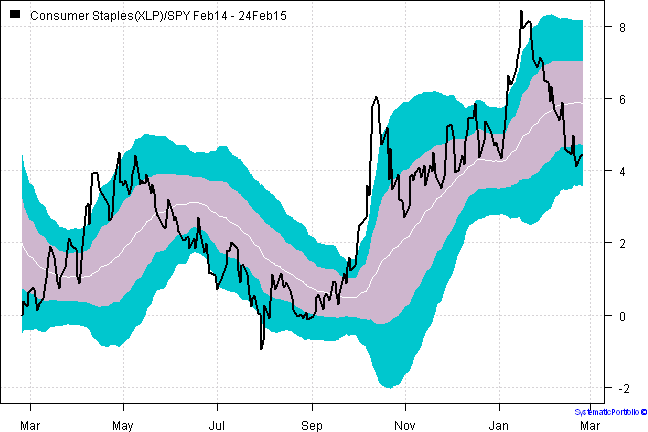 Consumer Staples(XLP)/SPY Feb14 - 24Feb15
8
6
4
2
0
-2
SystematicPortfolio ©
Mar May Jul Sep Nov Jan Mar